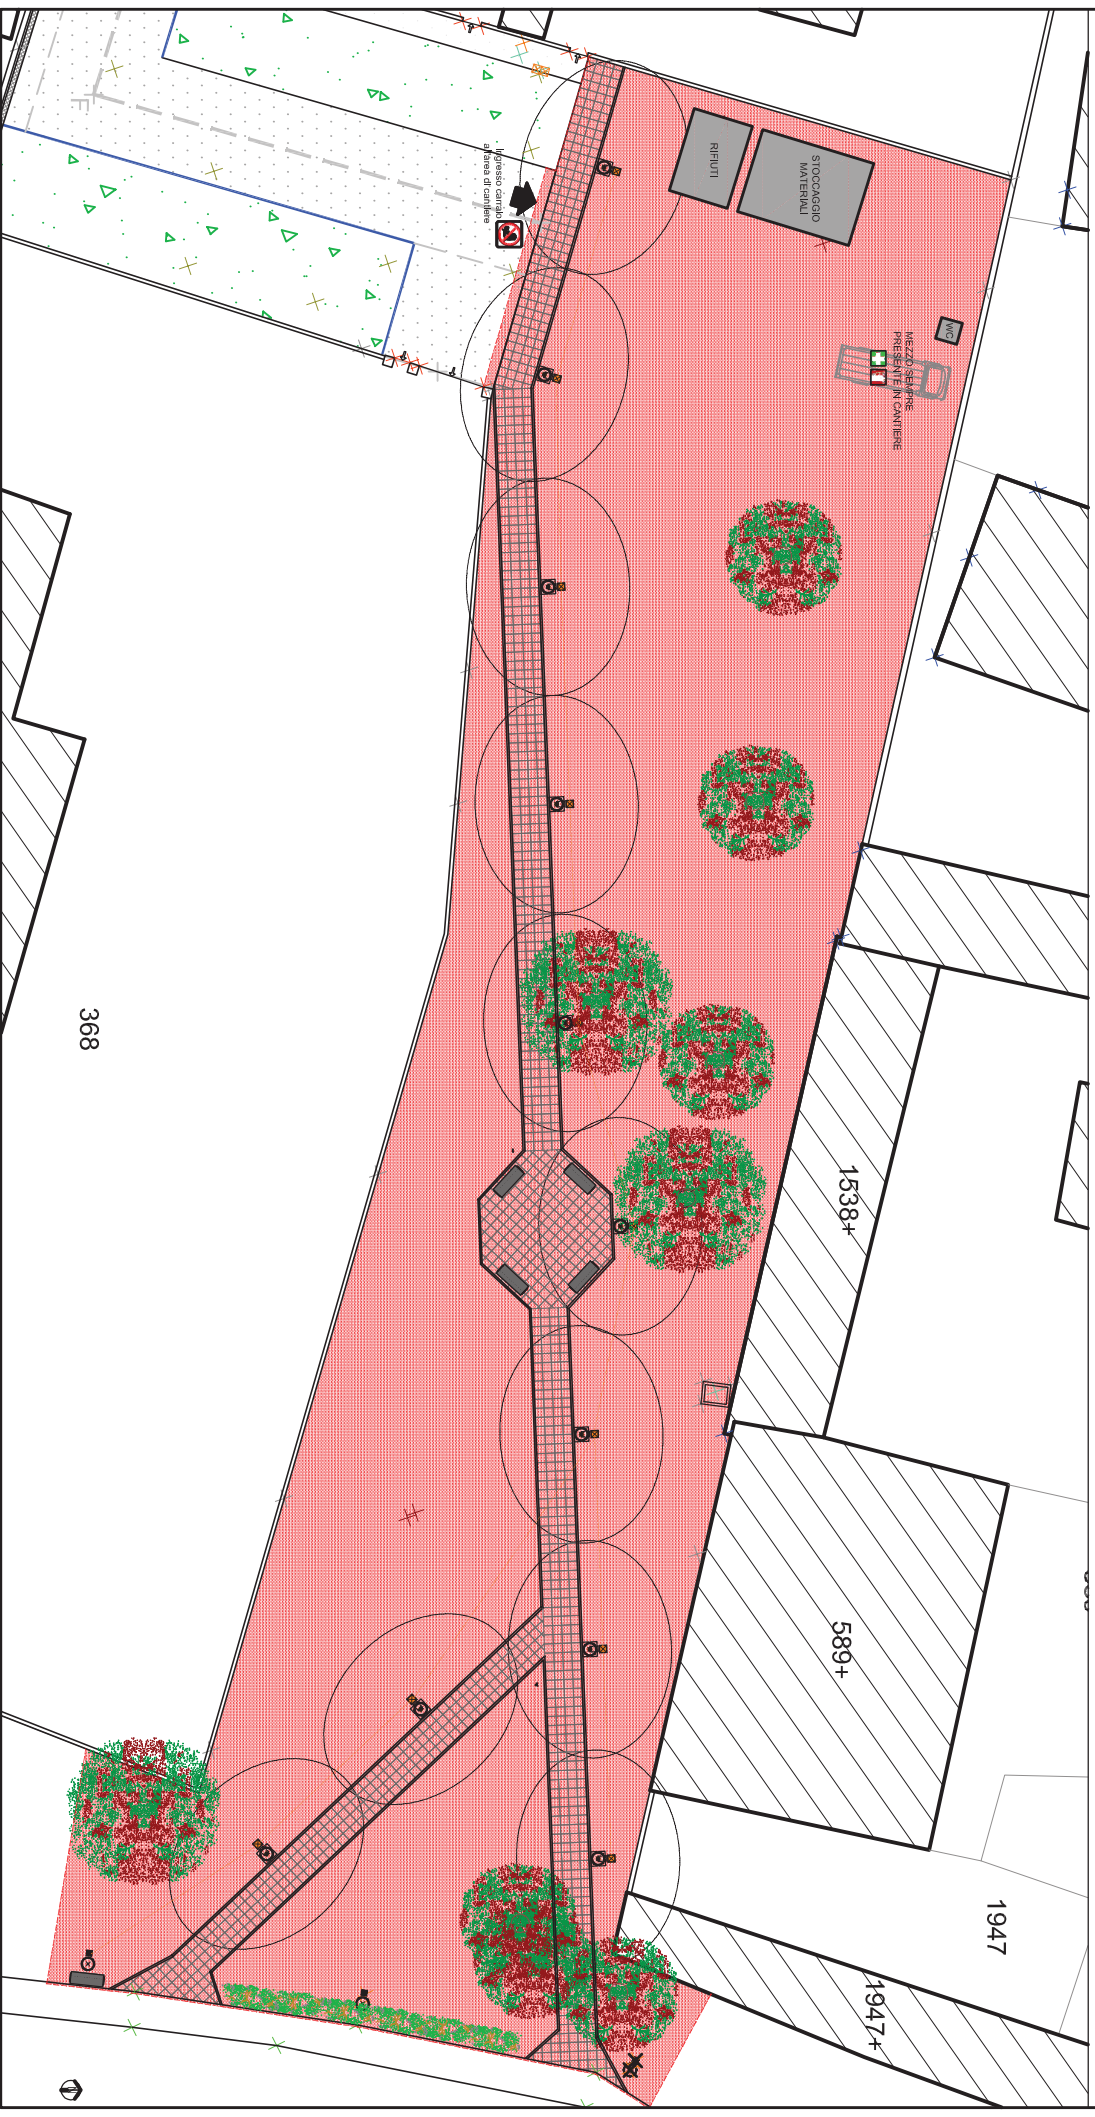 Ingresso carraio
all'area di cantiere
RIFIUTI
STOCCAGGIO
MATERIALI
WC
MEZZO SEMPRE
PRESENTE IN CANTIERE
368
1538+
589+
1947
1947+